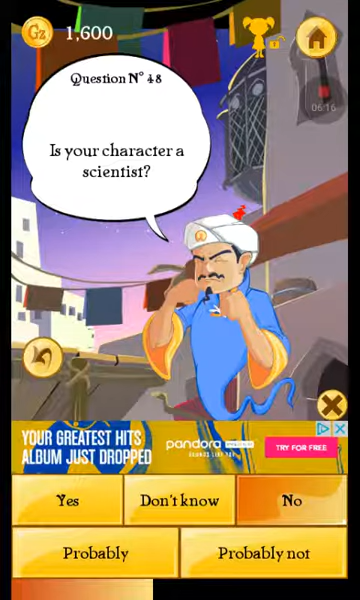 Gz 1,600
Question N° 48
06:16
Is your character a
scientist?
YOUR GREATEST HITS
ALBUM JUST DROPPED
pandora
TRY FOR FREE
Yes
Don't know
No
Probably
Probably not